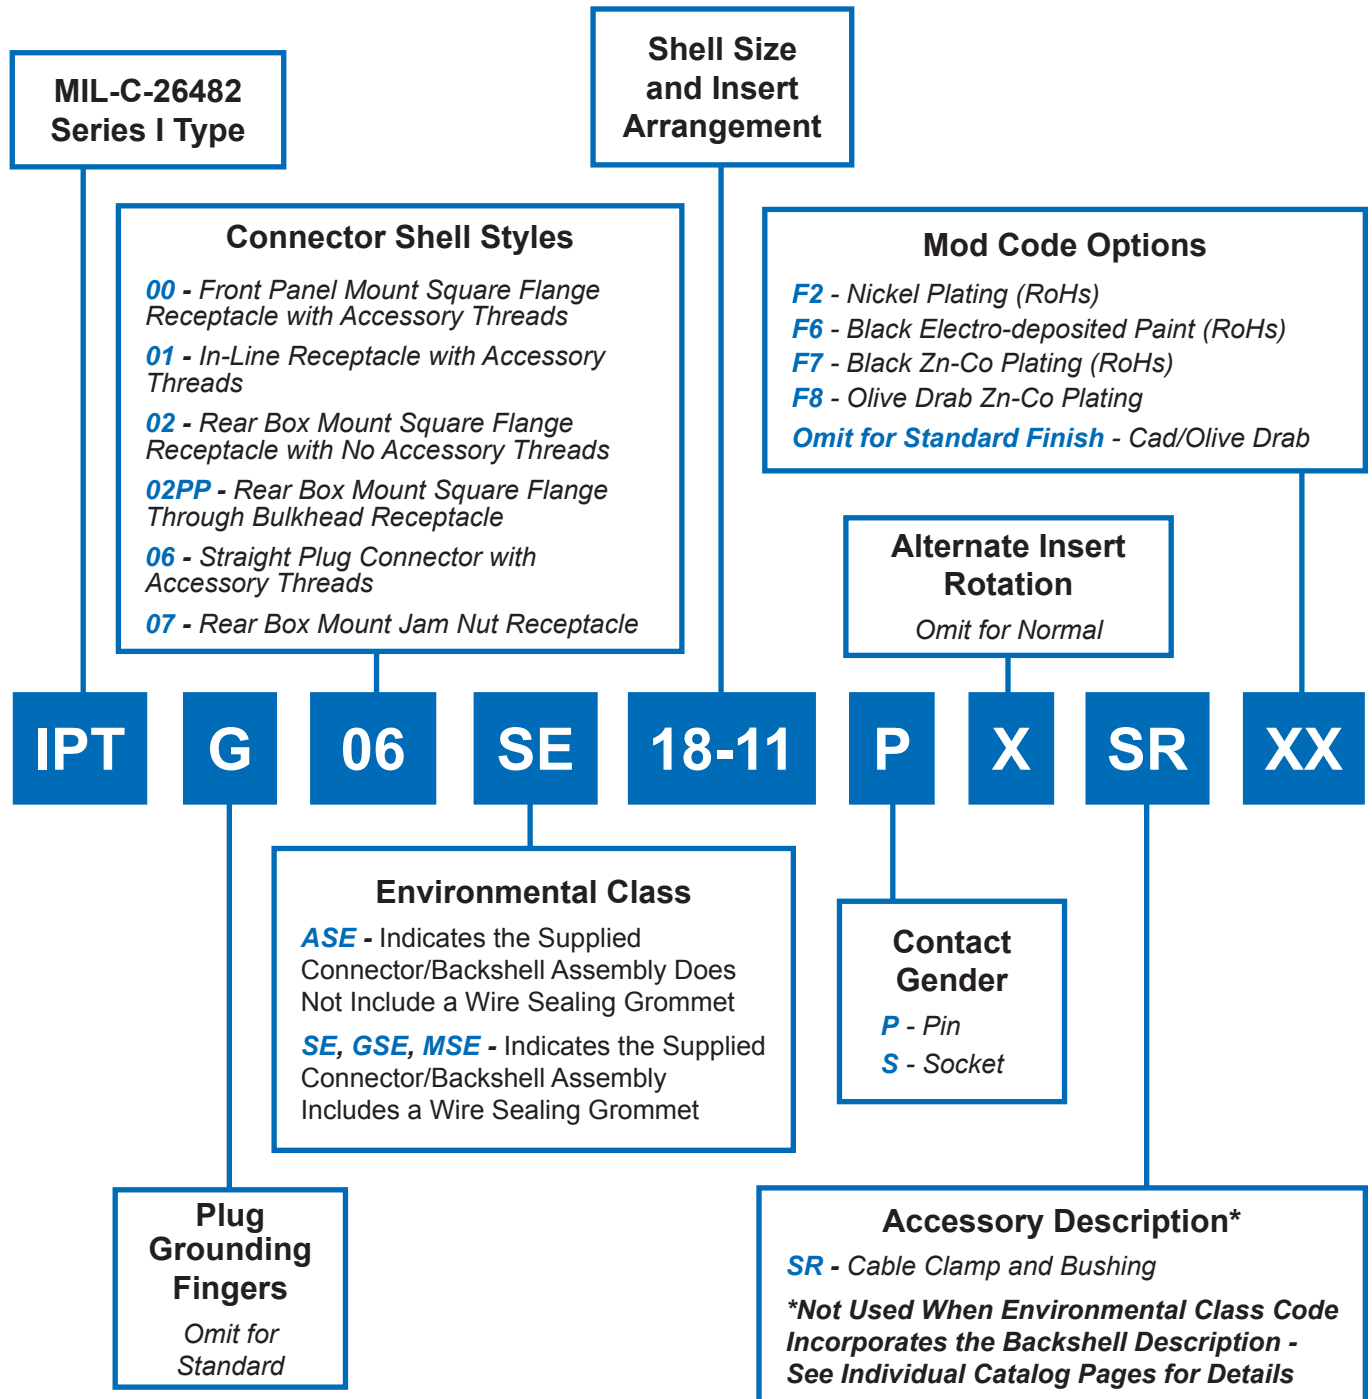 MIL-C-26482
Series I Type
Shell Size
and Insert
Arrangement
Connector Shell Styles
00 - Front Panel Mount Square Flange
Receptacle with Accessory Threads
01 - In-Line Receptacle with Accessory
Threads
02 - Rear Box Mount Square Flange
Receptacle with No Accessory Threads
02PP - Rear Box Mount Square Flange
Through Bulkhead Receptacle
06 - Straight Plug Connector with
Accessory Threads
07 - Rear Box Mount Jam Nut Receptacle
Mod Code Options
F2 - Nickel Plating (RoHs)
F6 - Black Electro-deposited Paint (RoHs)
F7 - Black Zn-Co Plating (RoHs)
F8 - Olive Drab Zn-Co Plating
Omit for Standard Finish - Cad/Olive Drab
Alternate Insert
Rotation
Omit for Normal
IPT G 06 SE 18-11 P X SR XX
Environmental Class
ASE - Indicates the Supplied
Connector/Backshell Assembly Does
Not Include a Wire Sealing Grommet
SE, GSE, MSE - Indicates the Supplied
Connector/Backshell Assembly
Includes a Wire Sealing Grommet
Contact
Gender
P - Pin
S - Socket
Plug
Grounding
Fingers
Omit for
Standard
Accessory Description*
SR - Cable Clamp and Bushing
*Not Used When Environmental Class Code
Incorporates the Backshell Description -
See Individual Catalog Pages for Details